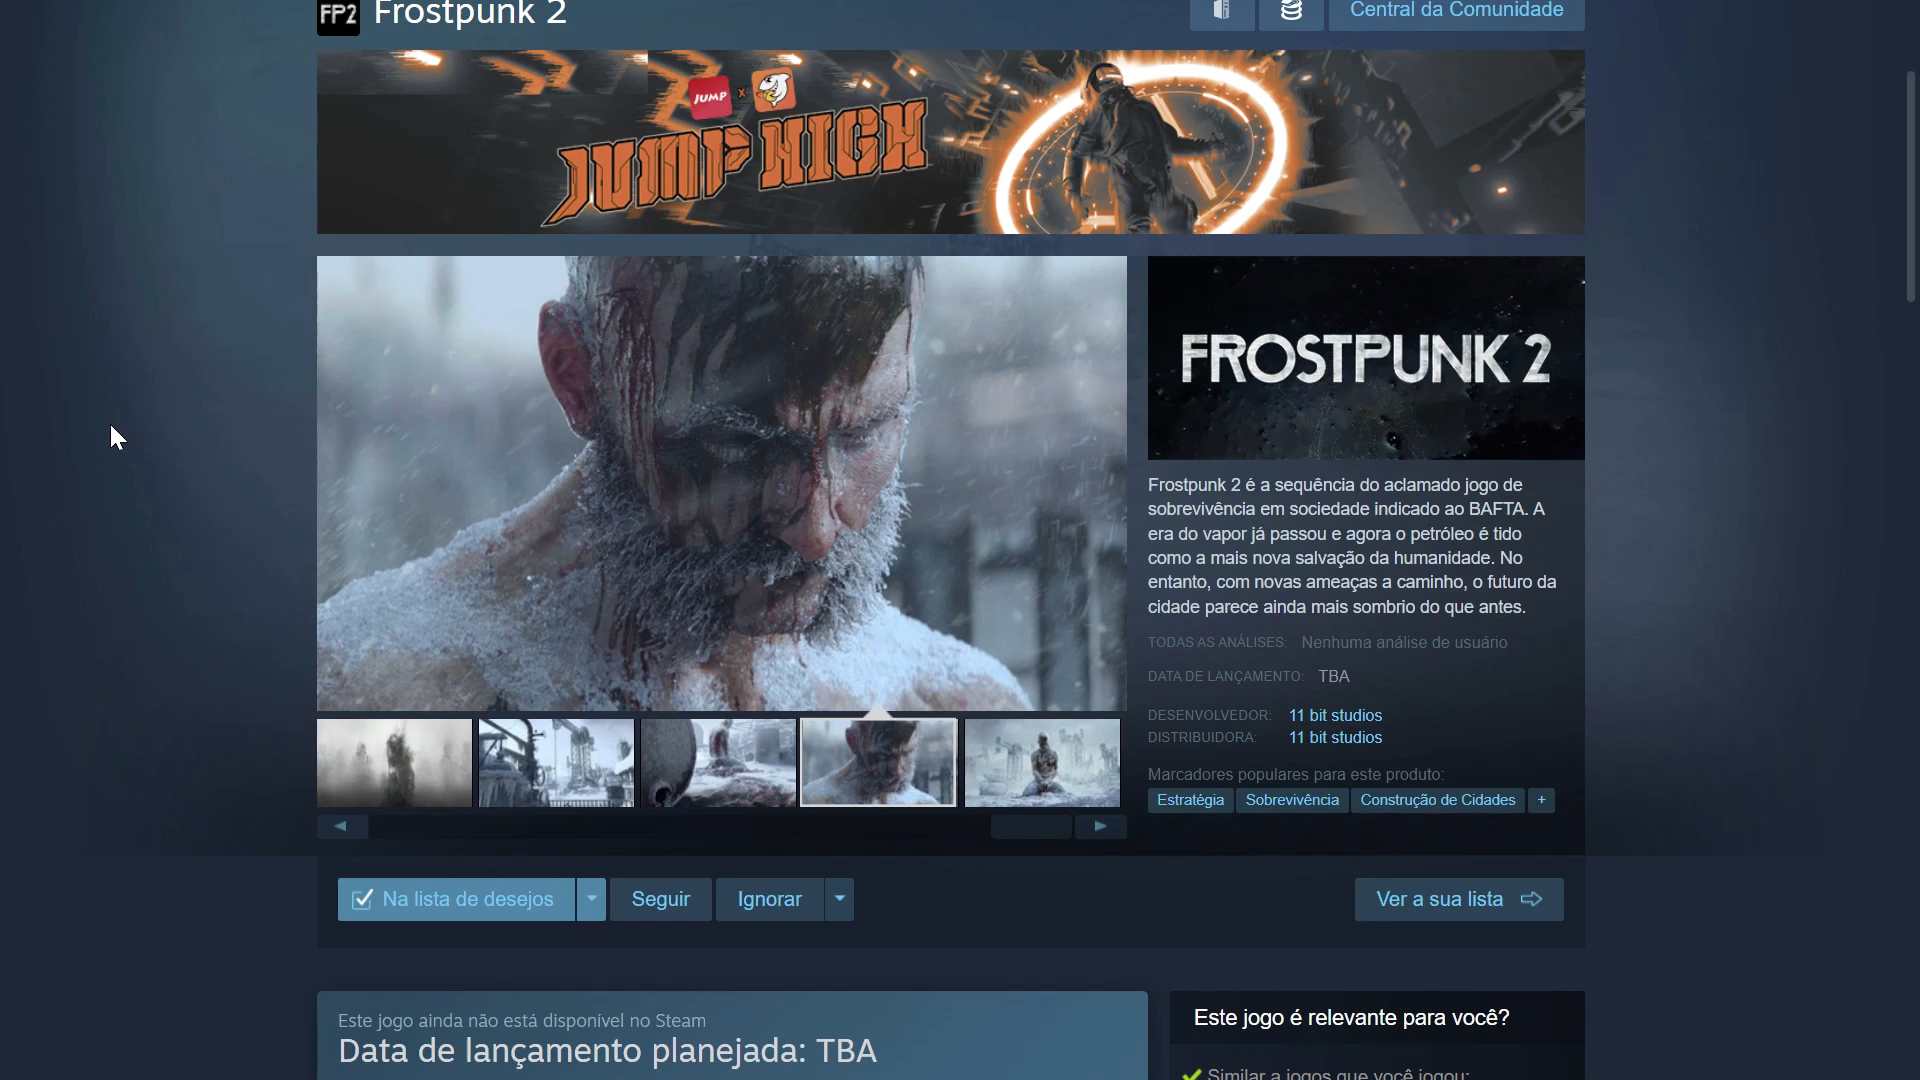 FP2 Frostpunk 2
Central da Comunidade
JUMP x
JUMP HIGH
FROSTPUNK 2
Frostpunk 2 é a sequência do aclamado jogo de
sobrevivência em sociedade indicado ao BAFTA. A
era do vapor já passou e agora o petróleo é tido
como a mais nova salvação da humanidade. No
entanto, com novas ameaças a caminho, o futuro da
cidade parece ainda mais sombrio do que antes.
TODAS AS ANÁLISES: Nenhuma análise de usuário
DATA DE LANÇAMENTO: TBA
DESENVOLVEDOR: 11 bit studios
DISTRIBUIDORA: 11 bit studios
Marcadores populares para este produto:
Estratégia Sobrevivência Construção de Cidades +
Na lista de desejos Seguir Ignorar Ver a sua lista
Este jogo ainda não está disponível no Steam
Data de lançamento planejada: TBA
Este jogo é relevante para você?
Similar a jogos que você jogou: